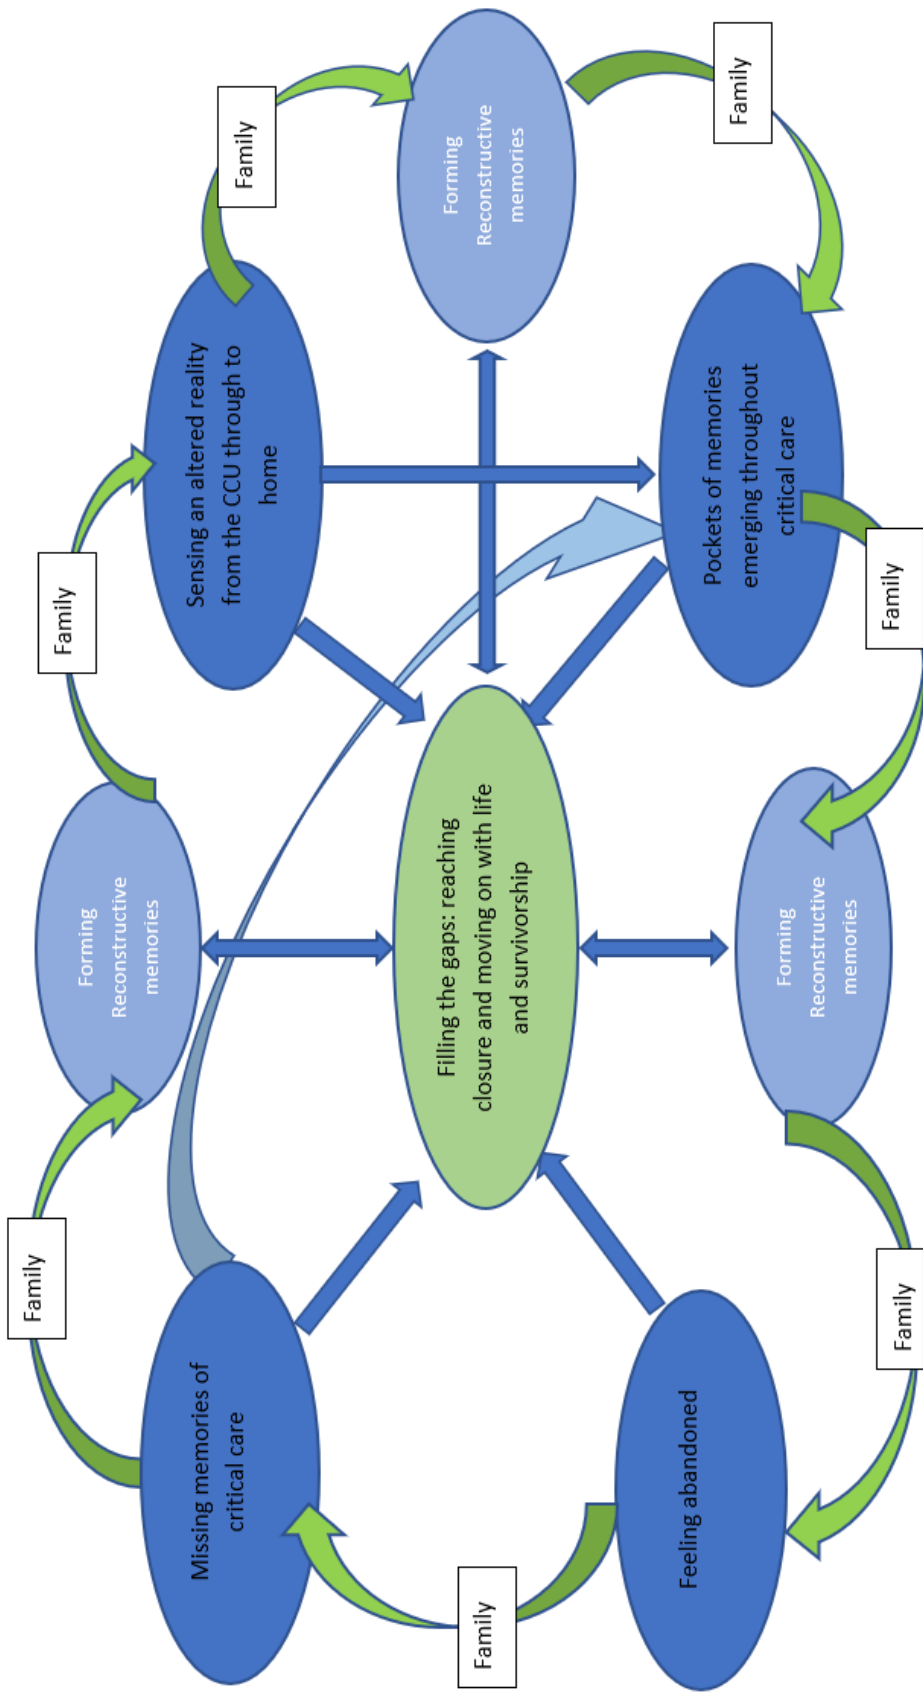 Family
Family
Family
Missing memories of
critical care
Forming
Reconstructive
memories
Sensing an altered reality
from the CCU through to
home
Family
Filling the gaps: reaching
closure and moving on with life
and survivorship
Forming
Reconstructive
memories
Feeling abandoned
Forming
Reconstructive
memories
Pockets of memories
emerging throughout
critical care
Family
Family
Family